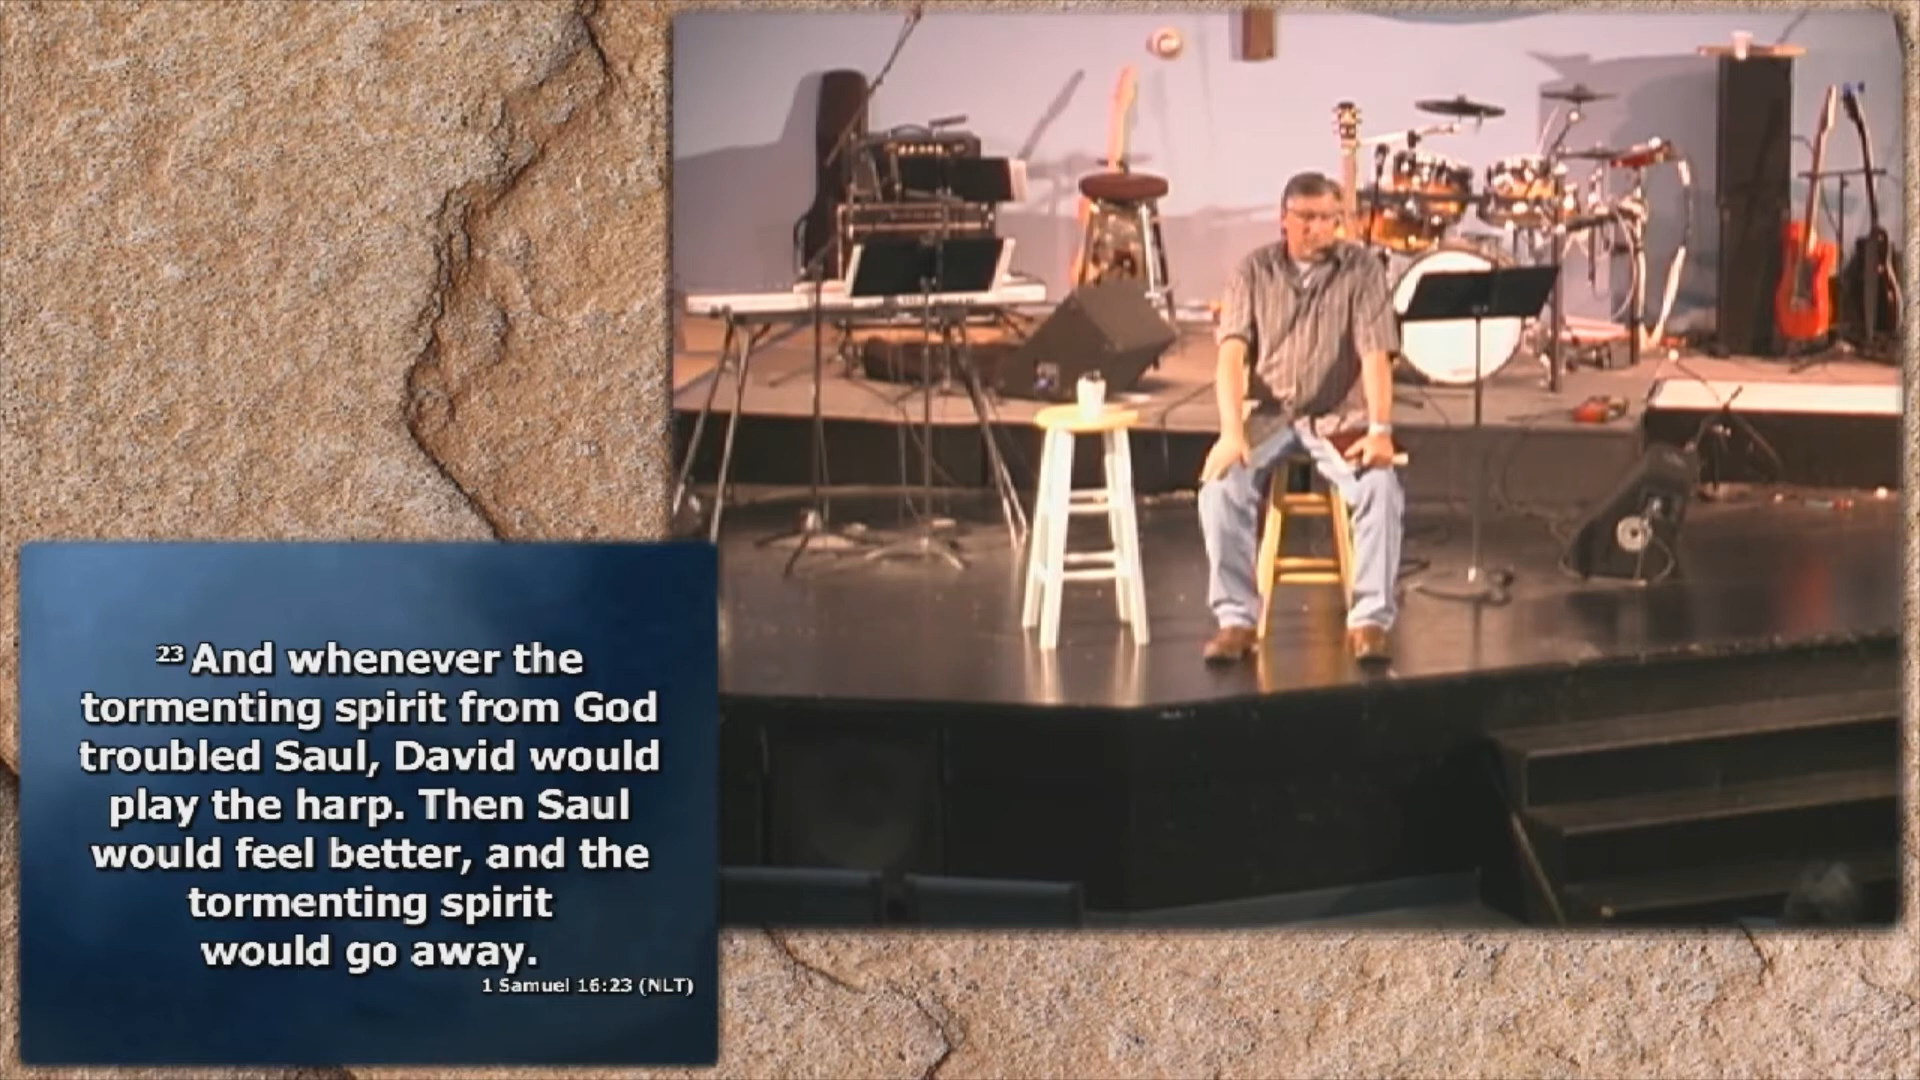 23 And whenever the
tormenting spirit from God
troubled Saul, David would
play the harp. Then Saul
would feel better, and the
tormenting spirit
would go away.
1 Samuel 16:23 (NLT)